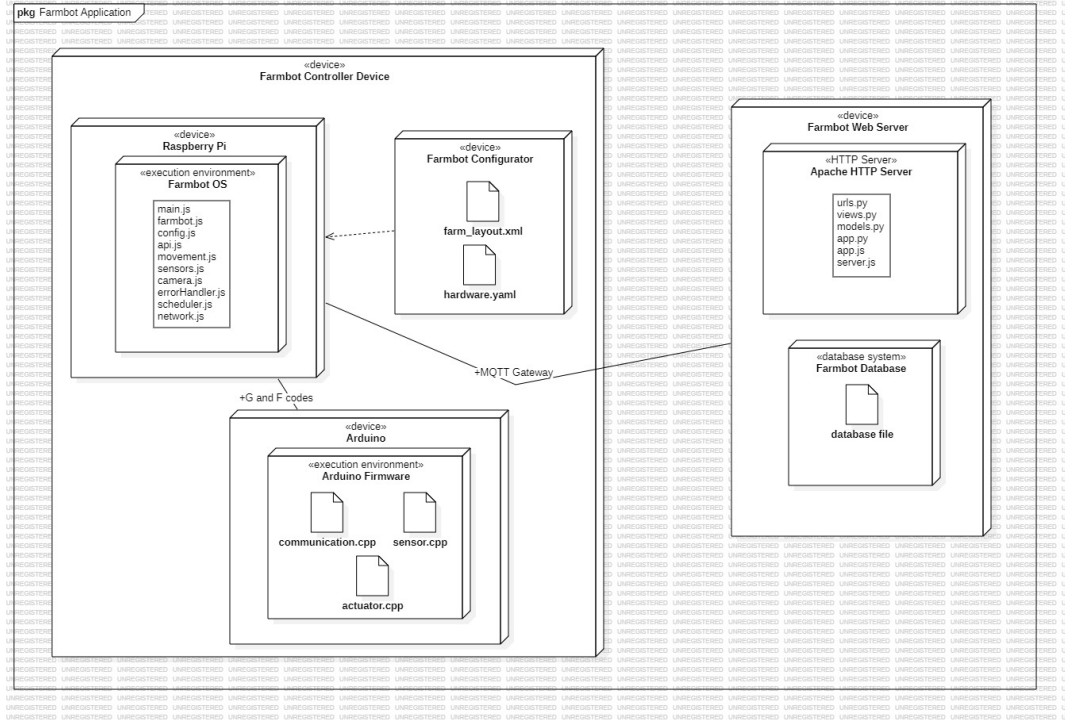 pkg Farmbot Application
«device»
Farmbot Controller Device
«device»
Raspberry Pi
«execution environment»
Farmbot OS
main.js
farmbot.js
config.js
api.js
movement.js
sensors.js
camera.js
errorHandler.js
scheduler.js
network.js
«device»
Farmbot Configurator
farm_layout.xml
hardware.yaml
+MQTT Gateway
+G and F codes
«device»
Arduino
«execution environment»
Arduino Firmware
communication.cpp
sensor.cpp
actuator.cpp
«device»
Farmbot Web Server
«HTTP Server»
Apache HTTP Server
urls.py
views.py
models.py
app.py
app.js
server.js
«database system»
Farmbot Database
database file
UNREGISTERED